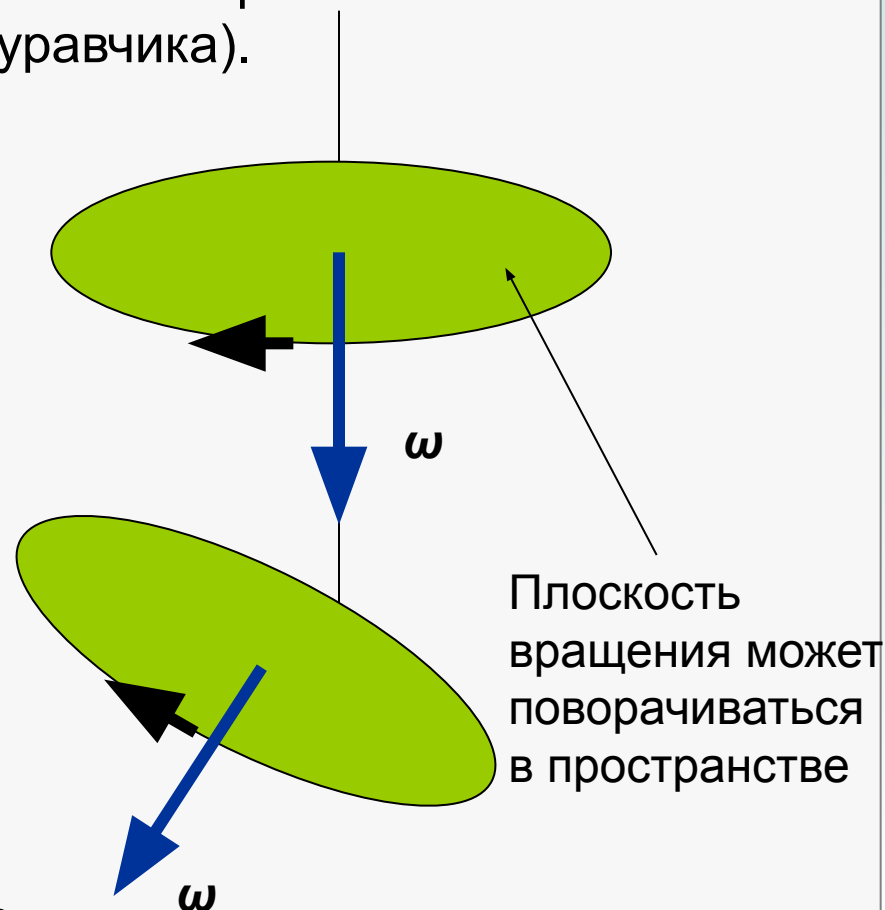 уравчика).
ω
Плоскость
вращения может
поворачиваться
в пространстве
ω